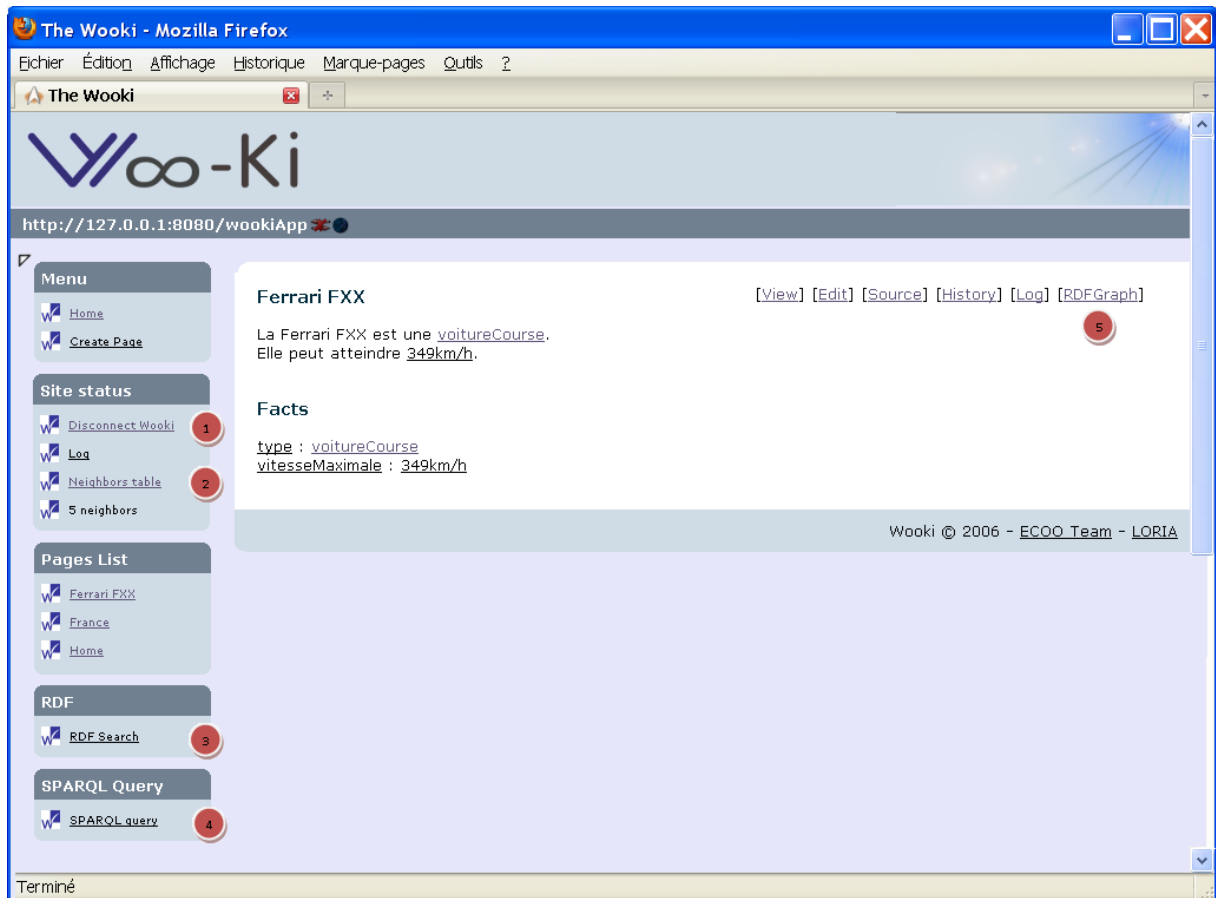 The Wooki - Mozilla Firefox
Fichier Édition Affichage Historique Marque-pages Outils ?
The Wooki
Woo-Ki
http://127.0.0.1:8080/wookiApp
Menu
Home
Create Page
Site status
Disconnect Wooki 1
Log
Neighbors table 2
5 neighbors
Pages List
Ferrari FXX
France
Home
RDF
RDF Search 3
SPARQL Query
SPARQL query 4
Ferrari FXX
[View] [Edit] [Source] [History] [Log] [RDFGraph]
5
La Ferrari FXX est une voitureCourse.
Elle peut atteindre 349km/h.
Facts
type : voitureCourse
vitesseMaximale : 349km/h
Wooki © 2006 - ECOO Team - LORIA
Terminé